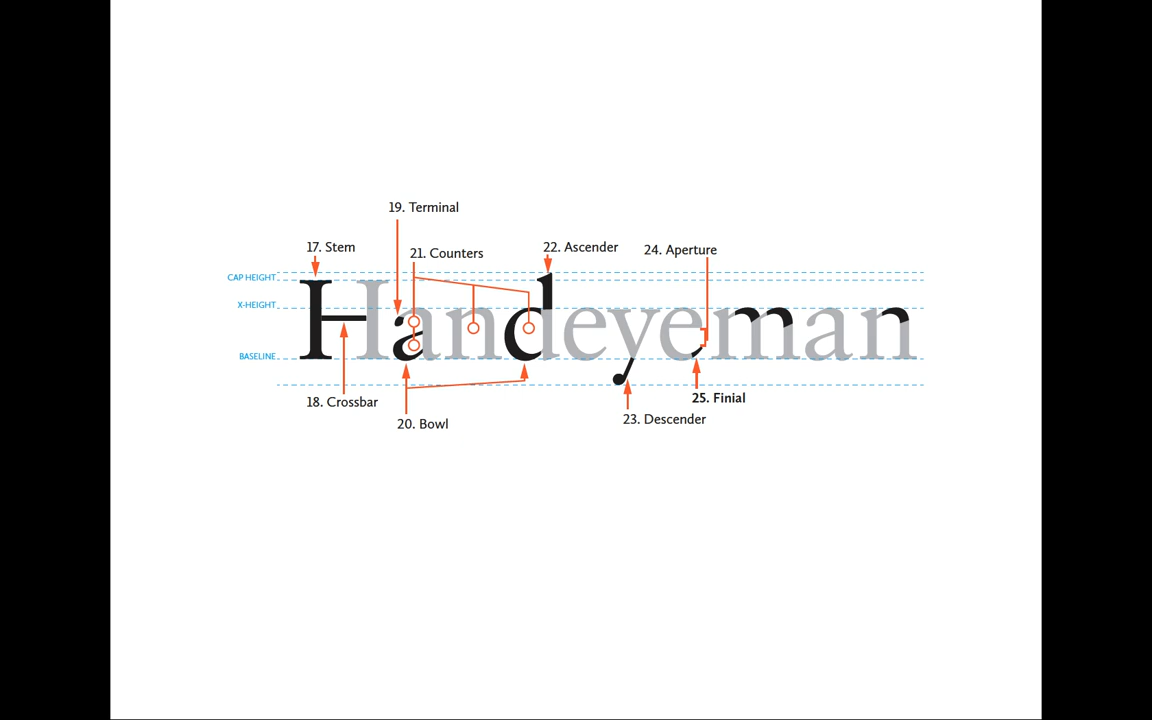 19. Terminal
17. Stem
21. Counters
22. Ascender
24. Aperture
CAP HEIGHT
X-HEIGHT
BASELINE
Handeyeman
18. Crossbar
20. Bowl
23. Descender
25. Finial